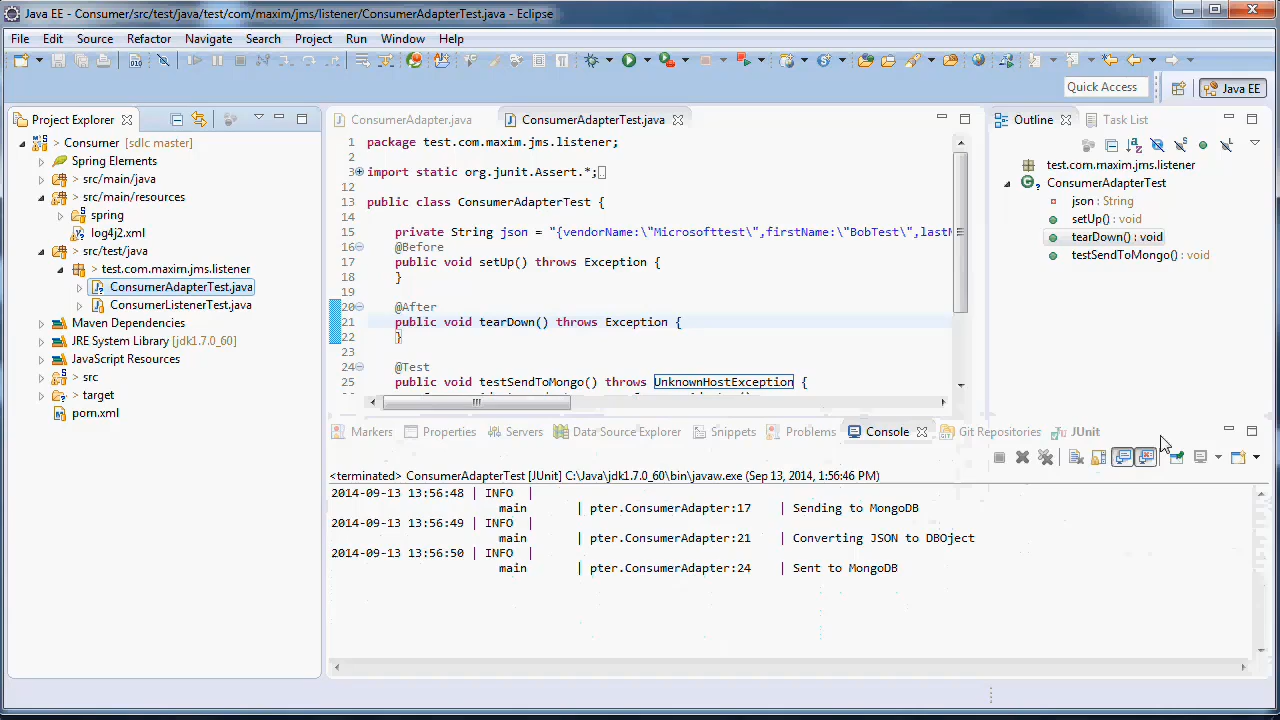 Java EE - Consumer/src/test/java/test/com/maxim/jms/listener/ConsumerAdapterTest.java - Eclipse
File Edit Source Refactor Navigate Search Project Run Window Help
Quick Access
Java EE
Project Explorer
Consumer [sdlc master]
Spring Elements
src/main/java
src/main/resources
spring
log4j2.xml
src/test/java
test.com.maxim.jms.listener
ConsumerAdapterTest.java
ConsumerListenerTest.java
Maven Dependencies
JRE System Library [jdk1.7.0_60]
JavaScript Resources
src
target
pom.xml
ConsumerAdapter.java
ConsumerAdapterTest.java
1 package test.com.maxim.jms.listener;
2
3 import static org.junit.Assert.*;
12
13 public class ConsumerAdapterTest {
14
15 private String json = "{vendorName:\"Microsofttest\",firstName:\"BobTest\",lastN
16 @Before
17 public void setUp() throws Exception {
18 }
19
20 @After
21 public void tearDown() throws Exception {
22 }
23
24 @Test
25 public void testSendToMongo() throws UnknownHostException {
Outline
Task List
test.com.maxim.jms.listener
ConsumerAdapterTest
json : String
setUp() : void
tearDown() : void
testSendToMongo() : void
Markers Properties Servers Data Source Explorer Snippets Problems Console Git Repositories JUnit
<terminated> ConsumerAdapterTest [JUnit] C:\Java\jdk1.7.0_60\bin\javaw.exe (Sep 13, 2014, 1:56:46 PM)
2014-09-13 13:56:48 | INFO |
main | pter.ConsumerAdapter:17 | Sending to MongoDB
2014-09-13 13:56:49 | INFO |
main | pter.ConsumerAdapter:21 | Converting JSON to DBOject
2014-09-13 13:56:50 | INFO |
main | pter.ConsumerAdapter:24 | Sent to MongoDB